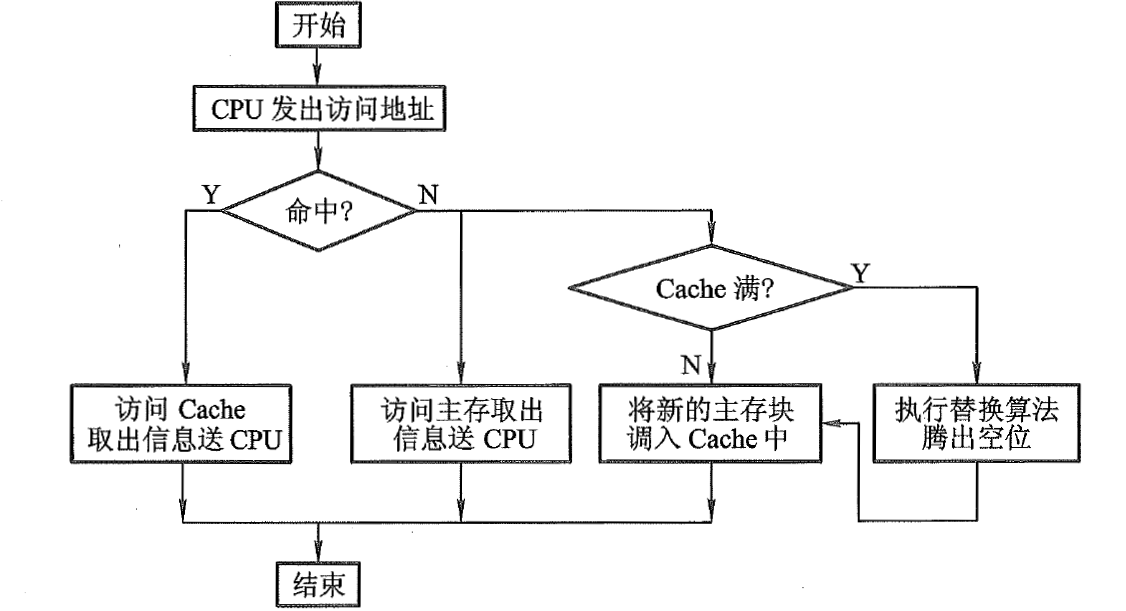 开始
CPU 发出访问地址
Y
命中?
N
Cache 满?
Y
N
访问 Cache
取出信息送 CPU
访问主存取出
信息送 CPU
将新的主存块
调入 Cache 中
执行替换算法
腾出空位
结束